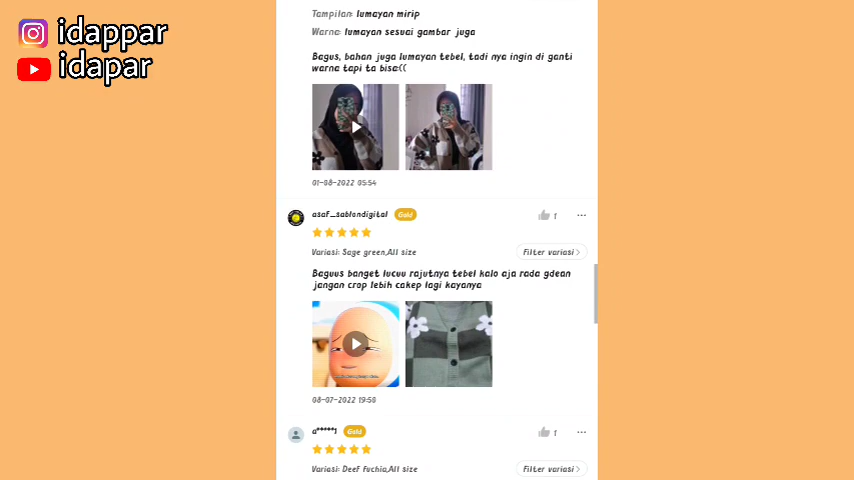 idappar
idapar
Tampilan: lumayan mirip
Warna: lumayan sesuai gambar juga
Bagus, bahan juga lumayan tebel, tadi nya ingin di ganti
warna tapi ta bisa:((
01-08-2022 05:54
asaf_sablondigital Gold
1
Variasi: Sage green,All size
Filter variasi
Baguus banget lucuu rajutnya tebel kalo aja rada gdean
jangan crop lebih cakep lagi kayanya
08-07-2022 19:58
a*****1 Gold
1
Variasi: Deef fuchia,All size
Filter variasi